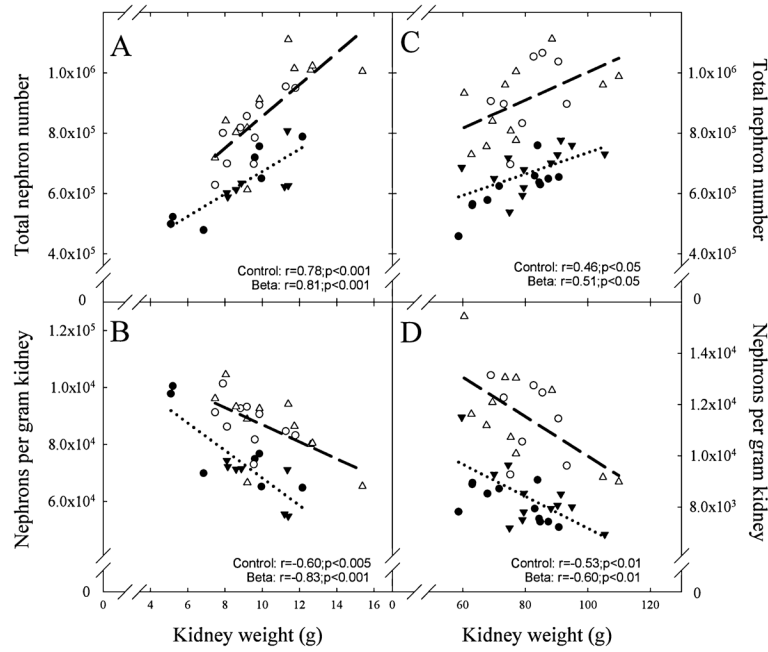 A
C
Total nephron number
1.0x10⁶
8.0x10⁵
6.0x10⁵
4.0x10⁵
0
Control: r=0.78;p<0.001
Beta: r=0.81;p<0.001
Control: r=0.46;p<0.05
Beta: r=0.51;p<0.05
1.0x10⁶
8.0x10⁵
6.0x10⁵
4.0x10⁵
0
Total nephron number
B
D
Nephrons per gram kidney
1.2x10⁵
1.0x10⁴
8.0x10⁴
6.0x10⁴
0
Control: r=-0.60;p<0.005
Beta: r=-0.83;p<0.001
Control: r=-0.53;p<0.01
Beta: r=-0.60;p<0.01
1.4x10⁴
1.2x10⁴
1.0x10⁴
8.0x10³
0
Nephrons per gram kidney
0 4 6 8 10 12 14 16 0 60 80 100 120
Kidney weight (g)
Kidney weight (g)